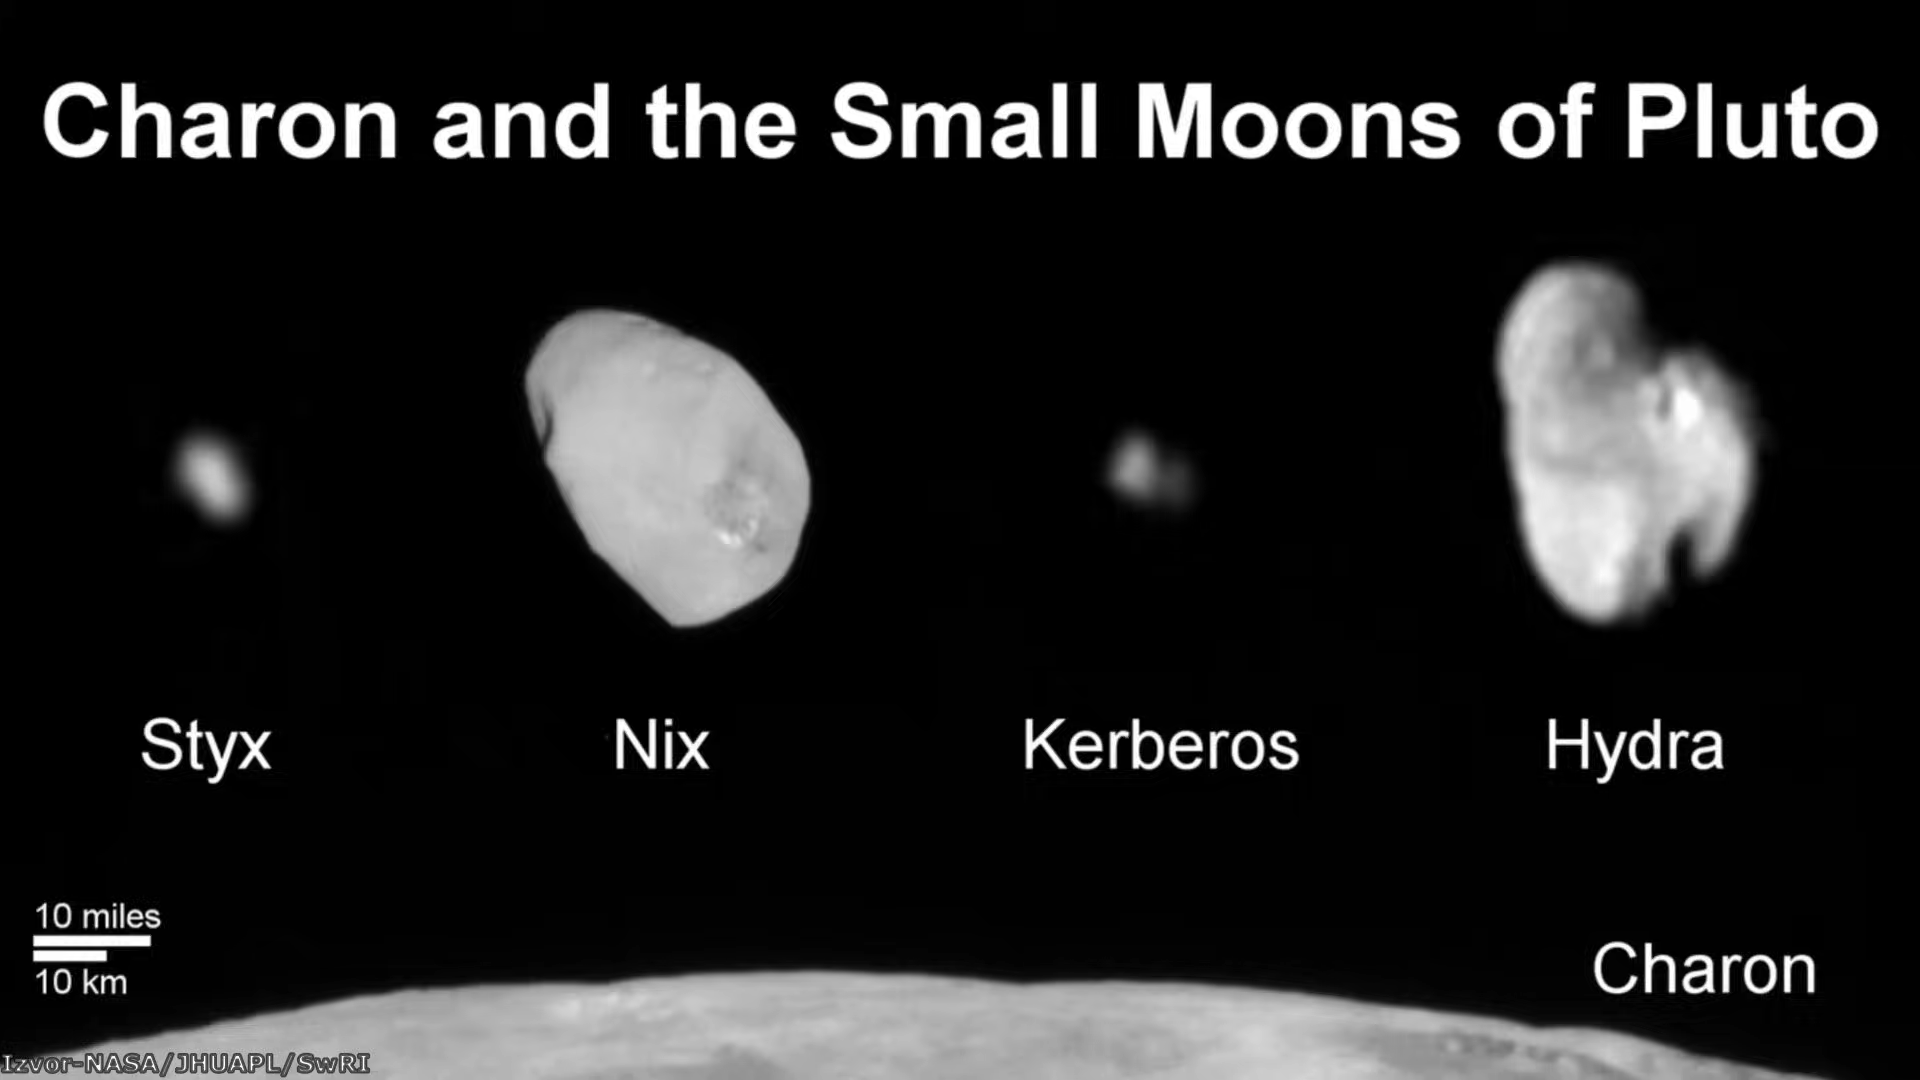 Charon and the Small Moons of Pluto
Styx
Nix
Kerberos
Hydra
10 miles
10 km
Charon
Izvor-NASA/JHUAPL/SwRI